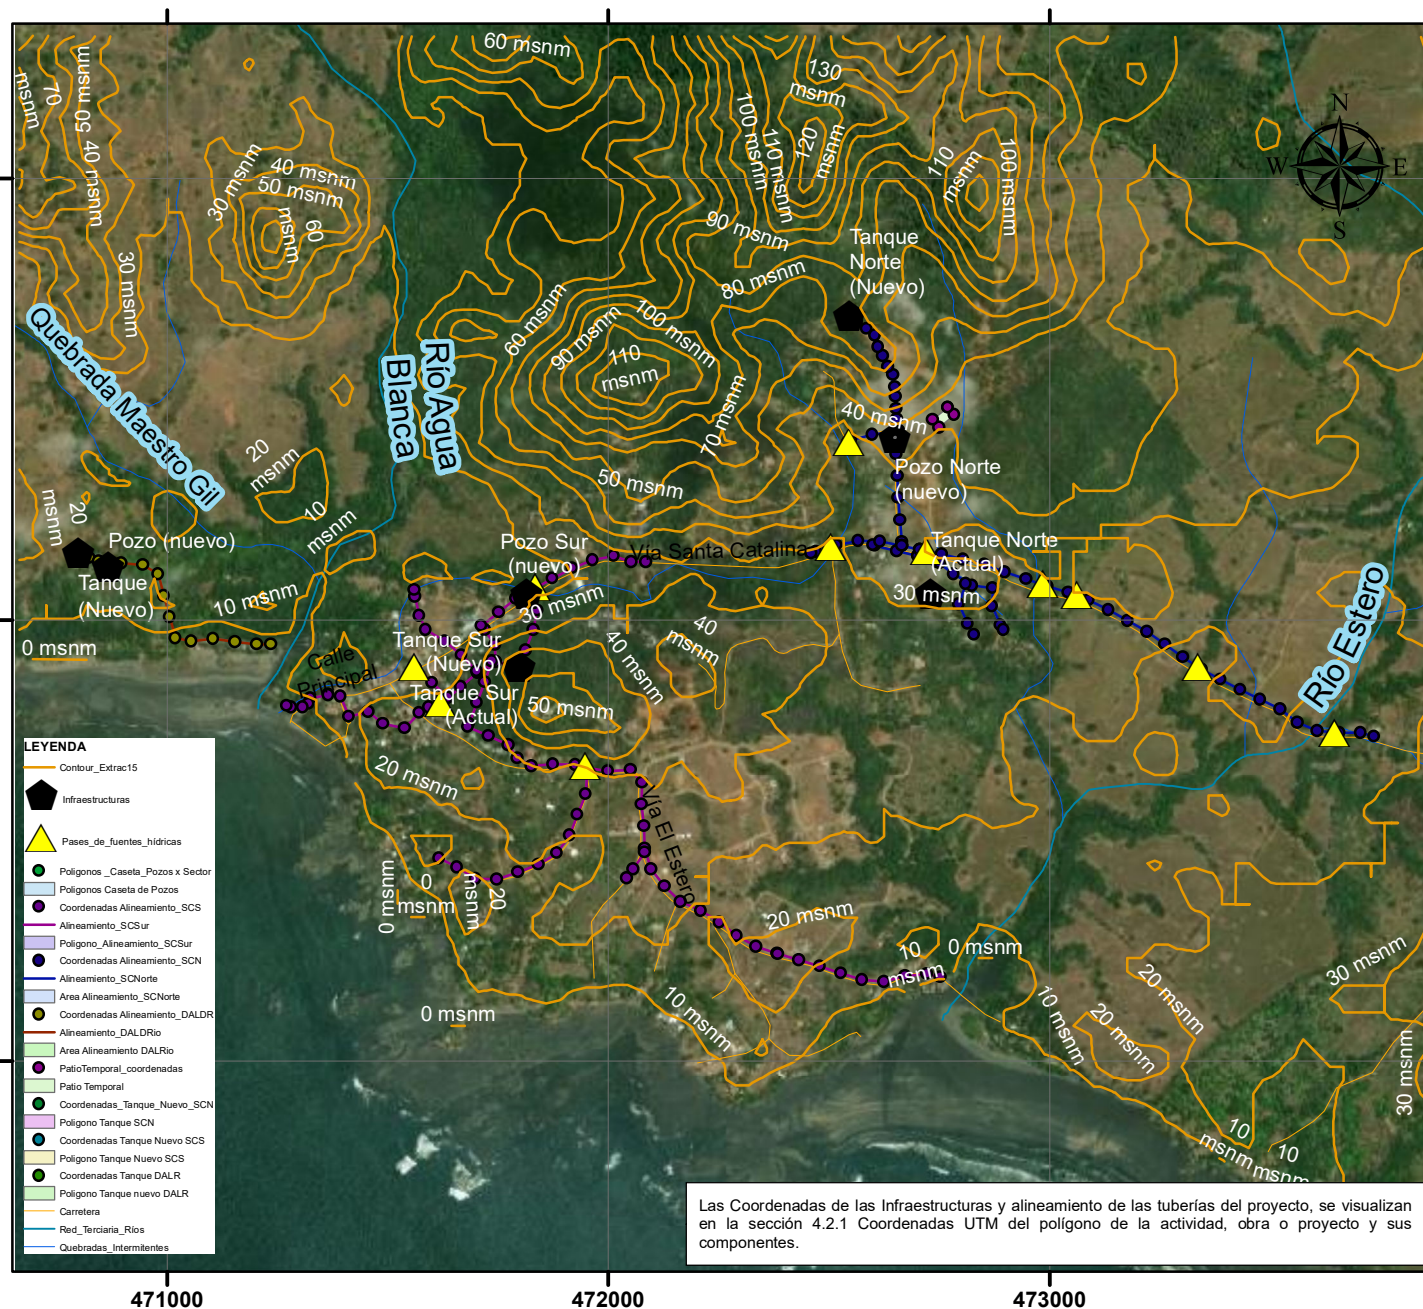 60 msnm
130
msnm
70
msnm
50 msnm
40 msnm
100 msnm
110 msnm
120
msnm
110
msnm
100 msnm
N
W
E
S
40 msnm
50 msnm
30 msnm
60
msnm
90 msnm
30 msnm
80 msnm
Tanque
Norte
(Nuevo)
60 msnm
100 msnm
90 msnm
110
msnm
Quebrada Maestro Gil
Río Agua
Blanca
70 msnm
40 msnm
20
msnm
50 msnm
Pozo Norte
(nuevo)
20
msnm
10
msnm
Pozo (nuevo)
Pozo Sur
(nuevo)
Vía Santa Catalina
Tanque Norte
(Actual)
Tanque
(Nuevo)
10 msnm
30 msnm
30 msnm
0 msnm
Tanque Sur
(Nuevo)
40
msnm
40 msnm
Calle
Principal
Tanque Sur
(Actual)
50 msnm
Río Estero
20 msnm
Vía El Estero
0 msnm
0
msnm
20
msnm
20 msnm
10
msnm
0 msnm
30 msnm
20 msnm
10 msnm
20 msnm
0 msnm
10 msnm
30 msnm
10
msnm
10
msnm
LEYENDA
Contour_Extrac15
Infraestructuras
Pases_de_fuentes_hídricas
Poligonos _Caseta_Pozos x Sector
Poligonos Caseta de Pozos
Coordenadas Alineamiento_SCS
Alineamiento_SCSur
Poligono_Alineamiento_SCSur
Coordenadas Alineamiento_SCN
Alineamiento_SCNorte
Area Alineamiento_SCNorte
Coordenadas Alineamiento_DALDR
Alineamiento_DALDRio
Area Alineamiento DALRio
PatioTemporal_coordenadas
Patio Temporal
Coordenadas_Tanque_Nuevo_SCN
Poligono Tanque SCN
Coordenadas Tanque Nuevo SCS
Poligono Tanque Nuevo SCS
Coordenadas Tanque DALR
Poligono Tanque nuevo DALR
Carretera
Red_Terciaria_Ríos
Quebradas_Intermitentes
Las Coordenadas de las Infraestructuras y alineamiento de las tuberías del proyecto, se visualizan
en la sección 4.2.1 Coordenadas UTM del polígono de la actividad, obra o proyecto y sus
componentes.
471000
472000
473000